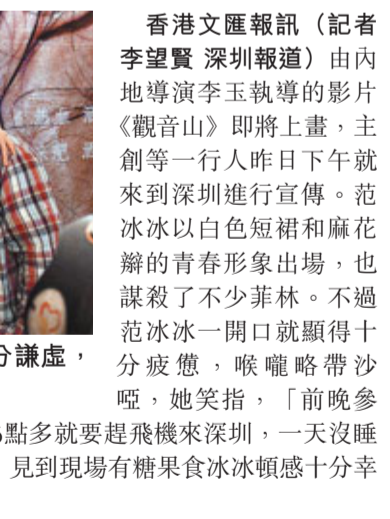 香港文匯報訊（記者
李望賢 深圳報道）由內
地導演李玉執導的影片
《觀音山》即將上畫，主
創等一行人昨日下午就
來到深圳進行宣傳。范
冰冰以白色短裙和麻花
辮的青春形象出場，也
謀殺了不少菲林。不過
范冰冰一開口就顯得十
分謙虛，
分疲憊，喉嚨略帶沙
啞，她笑指，「前晚參
點多就要趕飛機來深圳，一天沒睡
見到現場有糖果食冰冰頓感十分幸